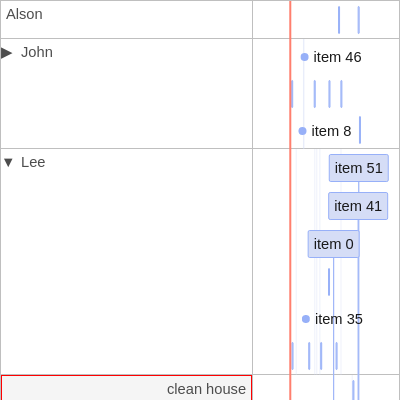 Alson
▶ John
item 46
item 8
▼ Lee
item 51
item 41
item 0
item 35
clean house